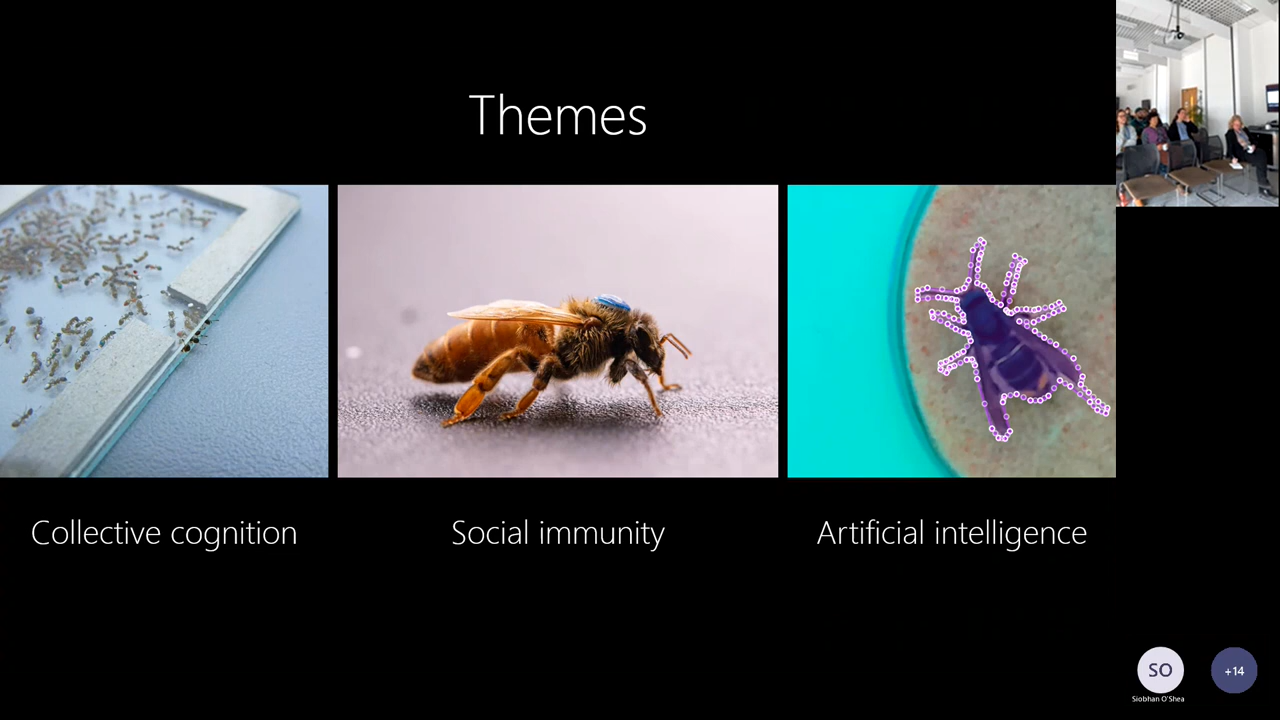 Themes
Collective cognition
Social immunity
Artificial intelligence
SO
+14
Siobhan O'Shea